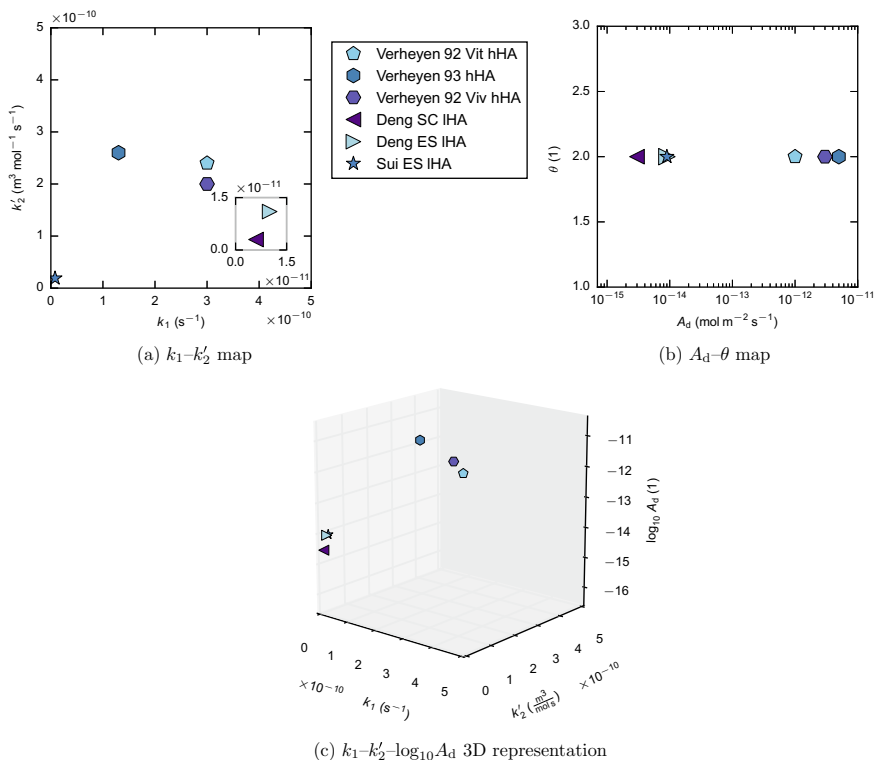 ×10⁻¹⁰
5
4
3
2
1
0
k₂′ (m³ mol⁻¹ s⁻¹)
×10⁻¹¹
1.5
0.0
0.0 1.5
×10⁻¹¹
0 1 2 3 4 5
×10⁻¹⁰
k₁ (s⁻¹)
(a) k₁–k₂′ map
Verheyen 92 Vit hHA
Verheyen 93 hHA
Verheyen 92 Viv hHA
Deng SC lHA
Deng ES lHA
Sui ES lHA
3.0
2.5
2.0
1.5
1.0
θ (1)
10⁻¹⁵ 10⁻¹⁴ 10⁻¹³ 10⁻¹² 10⁻¹¹
A_d (mol m⁻² s⁻¹)
(b) A_d–θ map
−11
−12
−13
−14
−15
−16
log₁₀ A_d (1)
0 1 2 3 4 5
×10⁻¹⁰
k₁ (s⁻¹)
0 1 2 3 4 5
×10⁻¹⁰
k₂′ (m³/mol s)
(c) k₁–k₂′–log₁₀A_d 3D representation